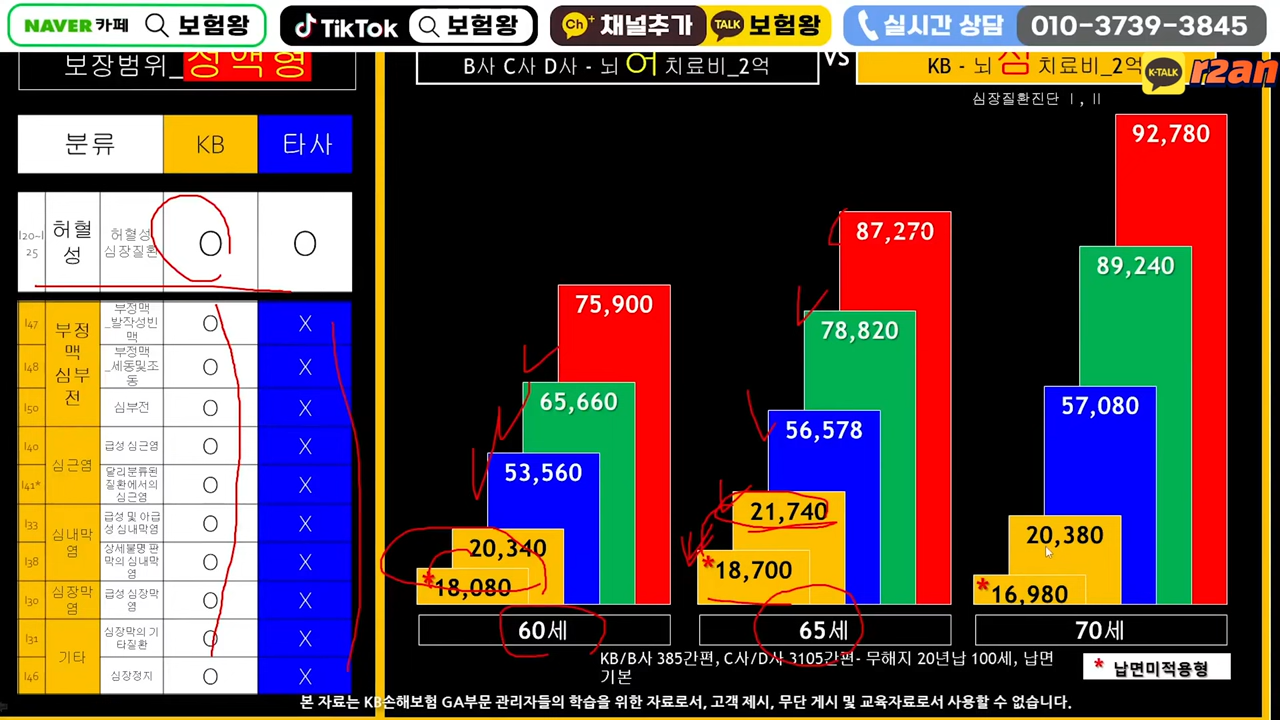 NAVER 카페 보험왕
TikTok 보험왕
Ch+ 채널추가 TALK 보험왕
실시간 상담 010-3739-3845
보장범위_정액형
B사 C사 D사 - 뇌 어 치료비_2억
VS
KB - 뇌 심 치료비_2억
K-TALK r2an
심장질환진단 I, II
분류 KB 타사
I20~I25 허혈성 허혈성심장질환 O O
부정맥 심부전
I47 부정맥_발작성빈맥 O X
I48 부정맥_세동및조동 O X
I50 심부전 O X
심근염
I40 급성 심근염 O X
I41* 달리분류된 질환에서의 심근염 O X
심내막염
I33 급성 및 아급성 심내막염 O X
I38 상세불명 판막의 심내막염 O X
심장막염
I30 급성 심장막염 O X
기타
I31 심장막의 기타질환 O X
I46 심장정지 O X
75,900
65,660
53,560
20,340
*18,080
60세
87,270
78,820
56,578
21,740
*18,700
65세
92,780
89,240
57,080
20,380
*16,980
70세
KB/B사 385간편, C사/D사 3105간편- 무해지 20년납 100세, 납면
기본
* 납면미적용형
본 자료는 KB손해보험 GA부문 관리자들의 학습을 위한 자료로서, 고객 제시, 무단 게시 및 교육자료로서 사용할 수 없습니다.